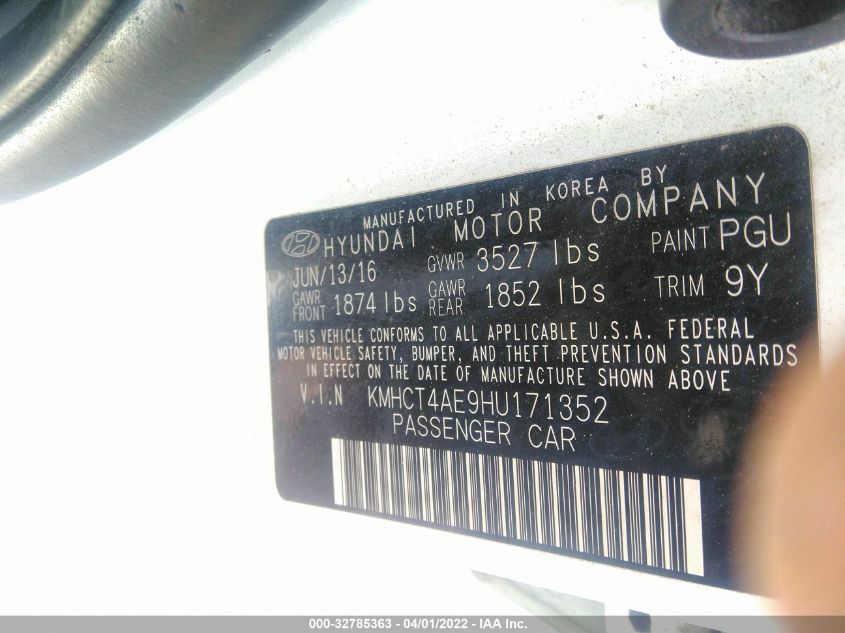 MANUFACTURED IN KOREA BY
HYUNDAI MOTOR COMPANY
JUN/13/16 GVWR 3527 lbs PAINT PGU
GAWR FRONT 1874 lbs GAWR REAR 1852 lbs TRIM 9Y
THIS VEHICLE CONFORMS TO ALL APPLICABLE U.S.A. FEDERAL
MOTOR VEHICLE SAFETY, BUMPER, AND THEFT PREVENTION STANDARDS
IN EFFECT ON THE DATE OF MANUFACTURE SHOWN ABOVE.
V.I.N KMHCT4AE9HU171352
PASSENGER CAR
000-32785363 - 04/01/2022 - IAA Inc.